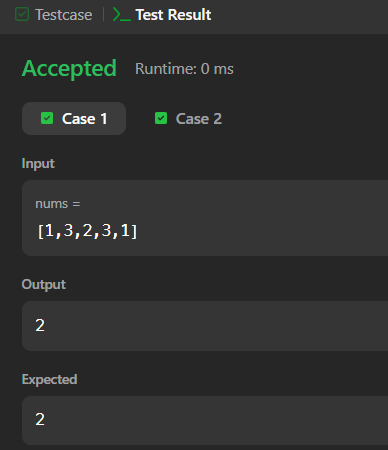 Testcase Test Result
Accepted Runtime: 0 ms
Case 1 Case 2
Input
nums =
[1,3,2,3,1]
Output
2
Expected
2